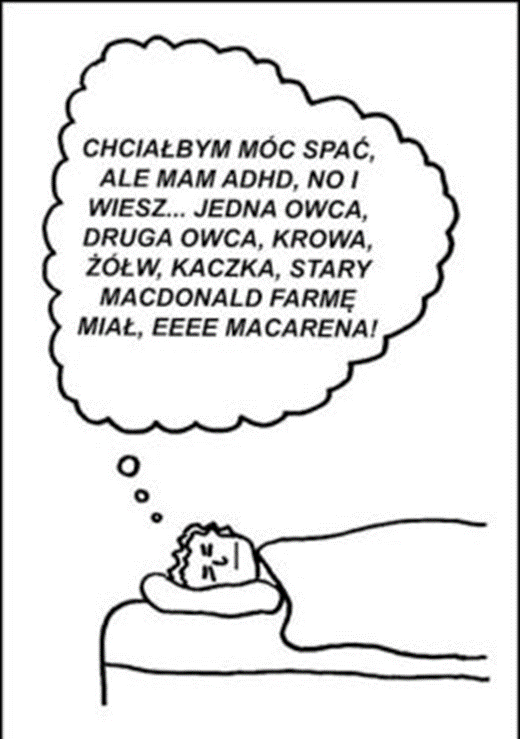 CHCIAŁBYM MÓC SPAĆ,
ALE MAM ADHD, NO I
WIESZ... JEDNA OWCA,
DRUGA OWCA, KROWA,
ŻÓŁW, KACZKA, STARY
MACDONALD FARMĘ
MIAŁ, EEEE MACARENA!